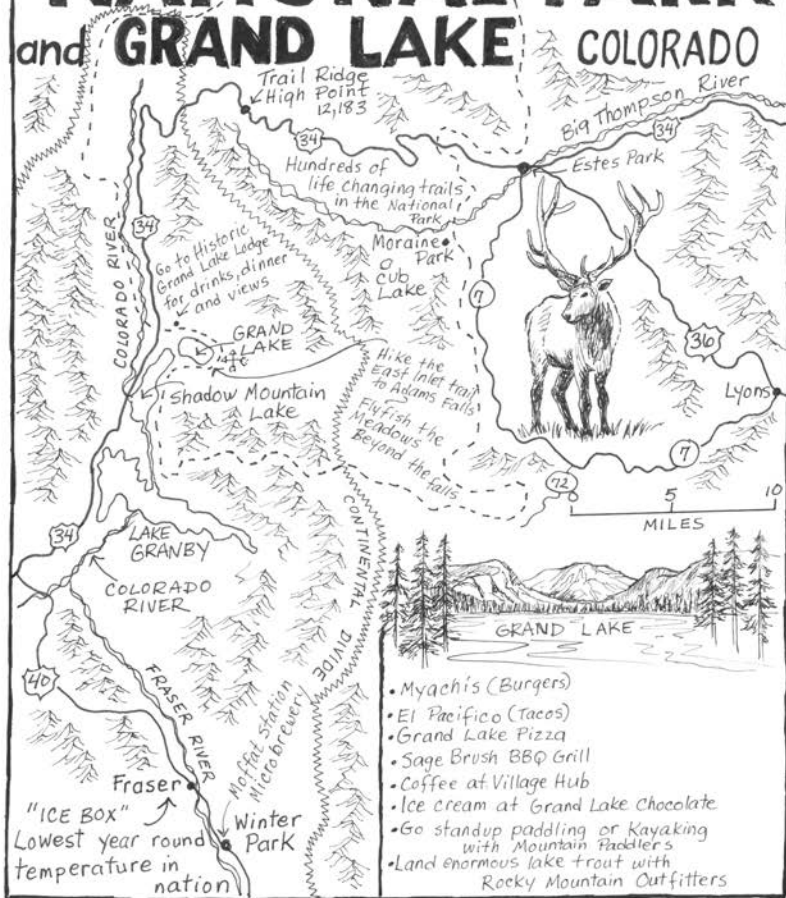 NATIONAL PARK
and GRAND LAKE COLORADO
Trail Ridge
High Point
12,183
34
Big Thompson River
34
Estes Park
Hundreds of
life changing trails
in the National
Park
COLORADO RIVER
34
Go to Historic
Grand Lake Lodge
for drinks, dinner
and views
Moraine
Park
a
cub
Lake
7
36
GRAND
LAKE
Shadow Mountain
Lake
Hike the
East Inlet trail
to Adams Falls
Flyfish the
Meadows
Beyond the falls
Lyons
7
72
0 5 10
MILES
34
LAKE
GRANBY
COLORADO
RIVER
CONTINENTAL DIVIDE
40
FRASER RIVER
Moffat Station
Microbrewery
Fraser
"ICE BOX"
Lowest year round
temperature in
nation
Winter
Park
GRAND LAKE
• Myachis (Burgers)
• El Pacifico (Tacos)
• Grand Lake Pizza
• Sage Brush BBQ Grill
• Coffee at Village Hub
• Ice cream at Grand Lake Chocolate
• Go standup paddling or Kayaking
with Mountain Paddlers
• Land enormous lake trout with
Rocky Mountain Outfitters